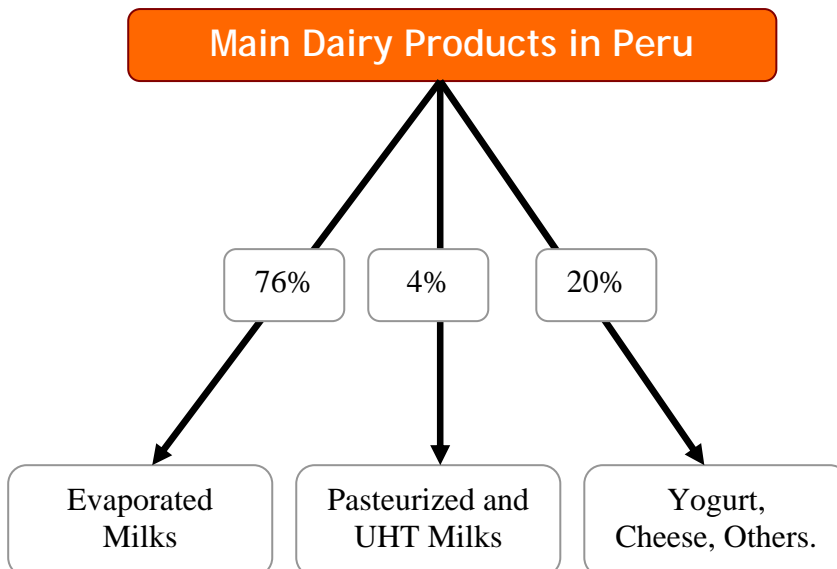 Main Dairy Products in Peru
76%
4%
20%
Evaporated
Milks
Pasteurized and
UHT Milks
Yogurt,
Cheese, Others.